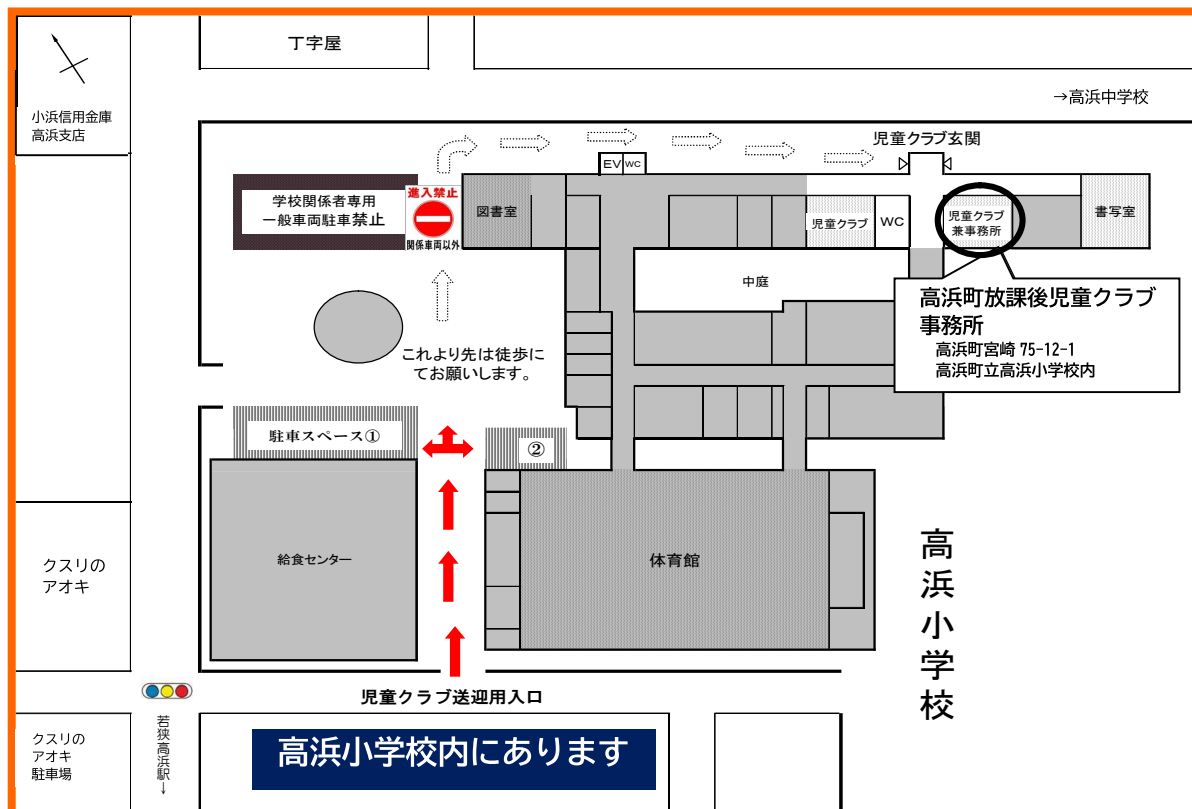 丁字屋
小浜信用金庫
高浜支店
→高浜中学校
児童クラブ玄関
EV
WC
学校関係者専用
一般車両駐車禁止
進入禁止
関係車両以外
図書室
児童クラブ
WC
児童クラブ
兼事務所
書写室
中庭
高浜町放課後児童クラブ
事務所
高浜町宮崎 75-12-1
高浜町立高浜小学校内
これより先は徒歩に
てお願いします。
駐車スペース①
②
給食センター
体育館
高浜小学校
クスリの
アオキ
児童クラブ送迎用入口
若狭高浜駅→
クスリの
アオキ
駐車場
高浜小学校内にあります